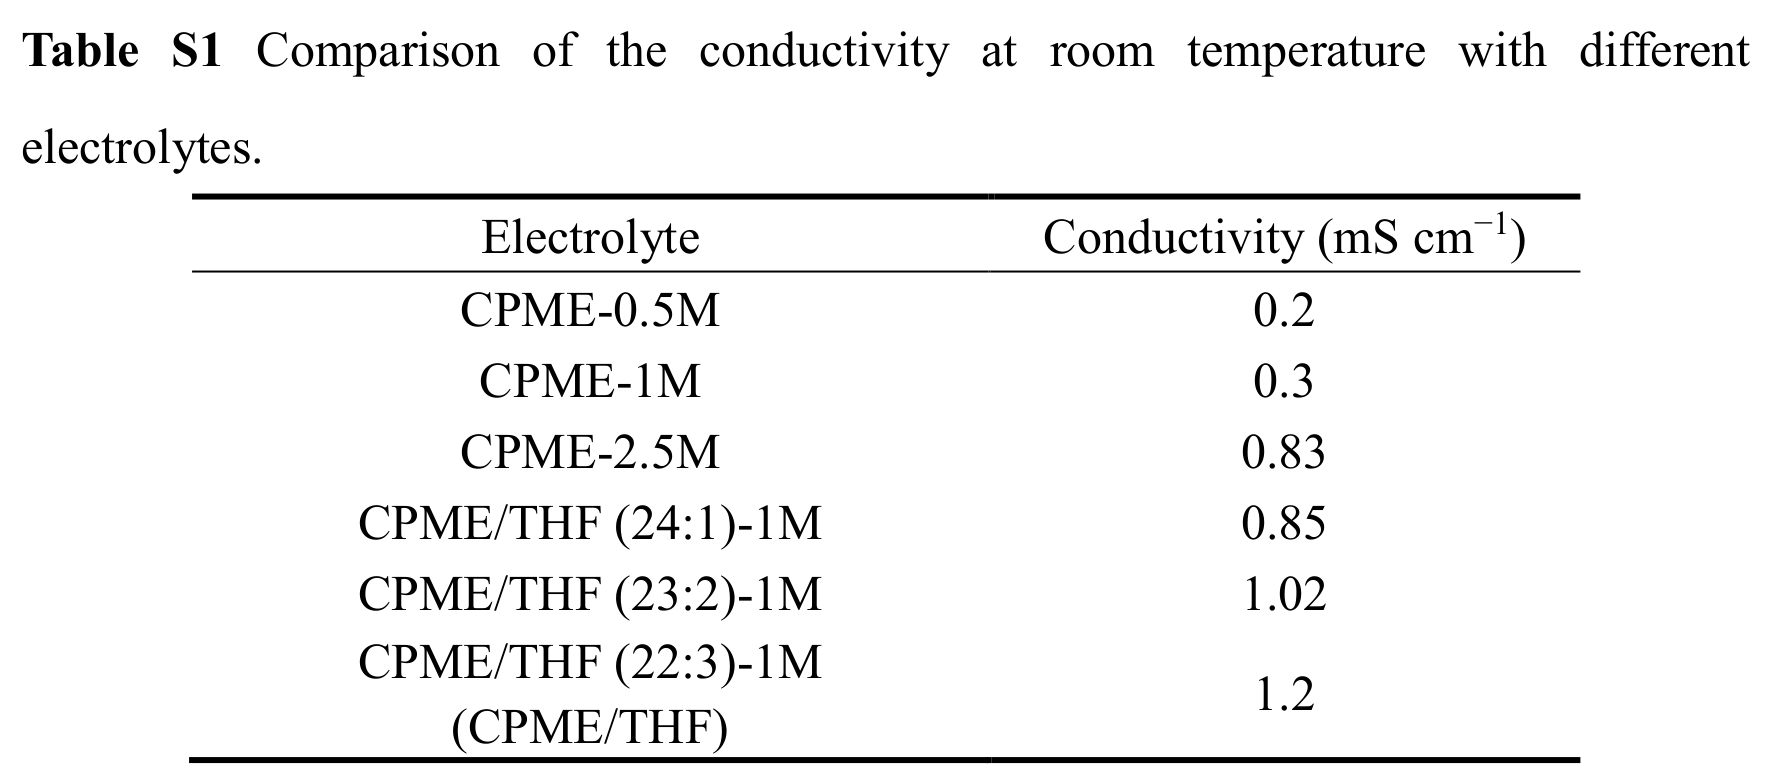 Table S1 Comparison of the conductivity at room temperature with different
electrolytes.
Electrolyte Conductivity (mS cm⁻¹)
CPME-0.5M 0.2
CPME-1M 0.3
CPME-2.5M 0.83
CPME/THF (24:1)-1M 0.85
CPME/THF (23:2)-1M 1.02
CPME/THF (22:3)-1M
(CPME/THF) 1.2